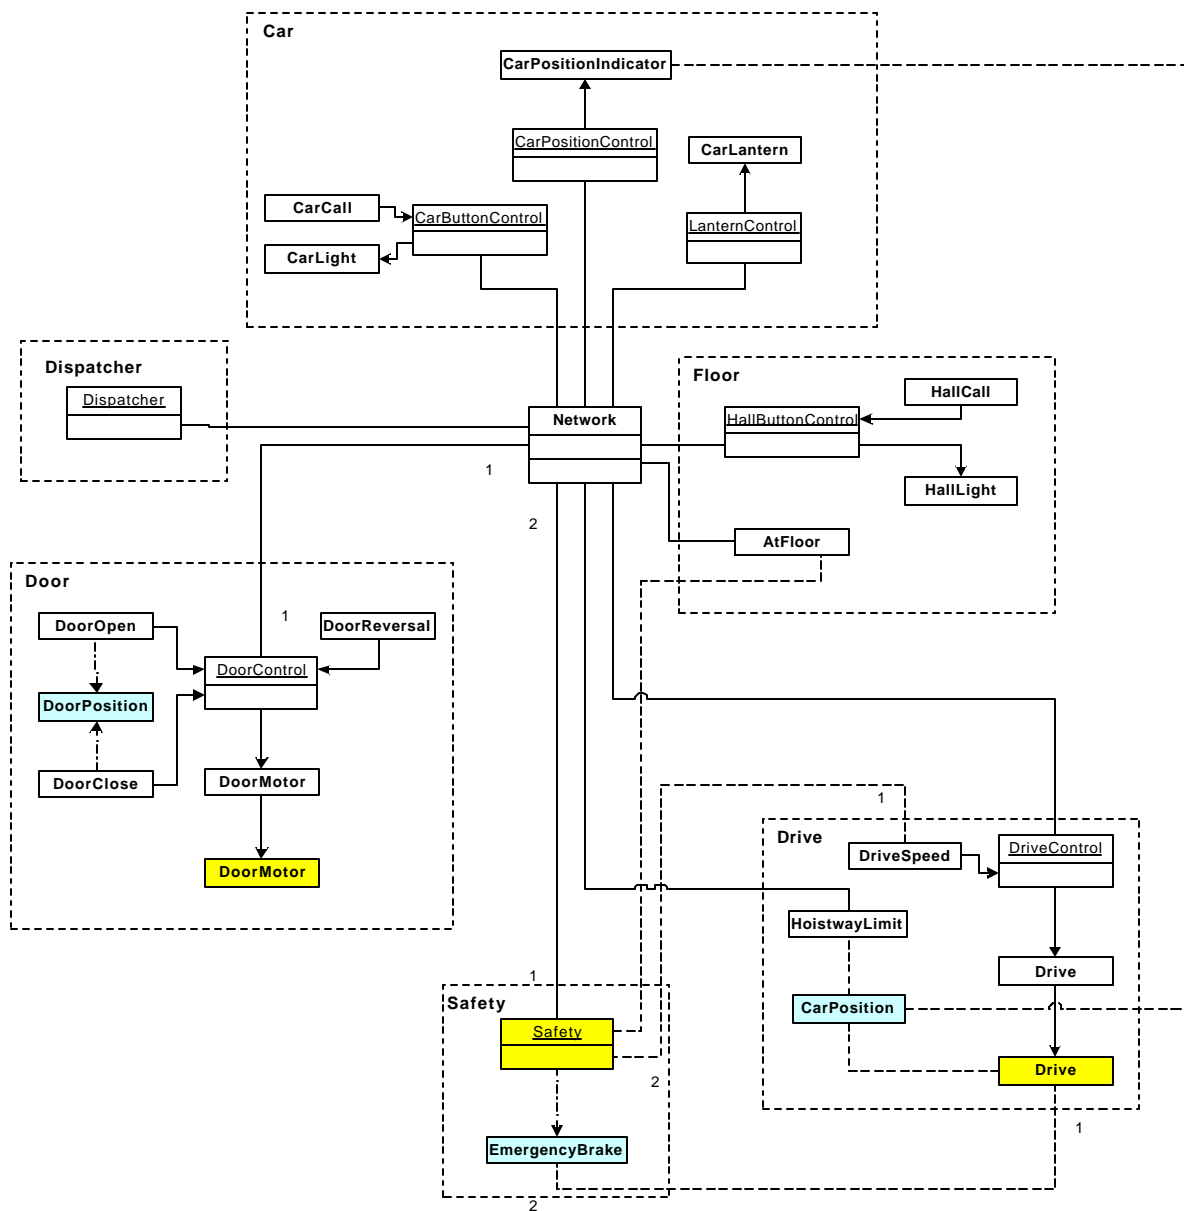 Car
CarPositionIndicator
CarPositionControl
CarLantern
CarCall
CarButtonControl
LanternControl
CarLight
Dispatcher
Dispatcher
Floor
HallCall
Network
HallButtonControl
1
HallLight
2
AtFloor
Door
1
DoorOpen
DoorReversal
DoorControl
DoorPosition
DoorClose
DoorMotor
1
Drive
DriveSpeed
DriveControl
DoorMotor
HoistwayLimit
1
Drive
Safety
CarPosition
Safety
Drive
2
1
EmergencyBrake
2